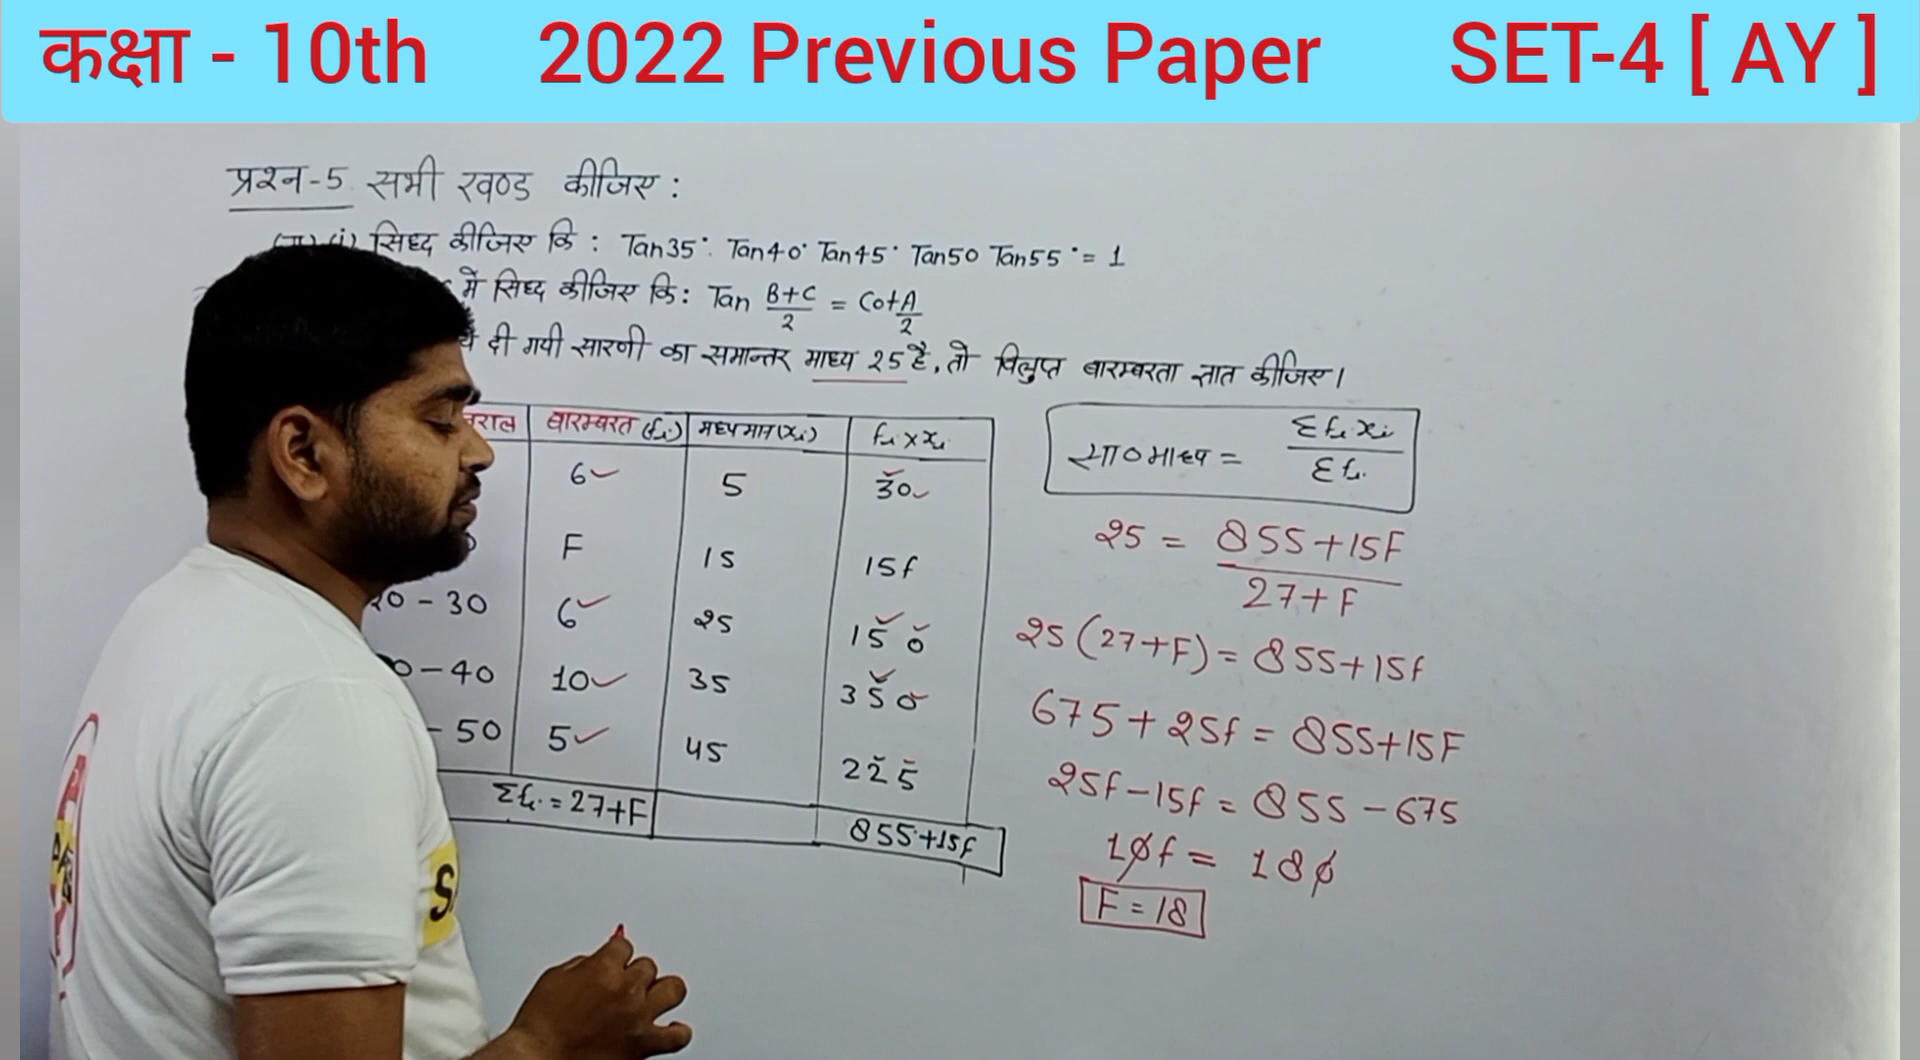 कक्षा - 10th 2022 Previous Paper SET-4 [ AY ]
प्रश्न-5. सभी खण्ड कीजिए :
(i) सिध्द कीजिए कि : Tan35°. Tan40° Tan45° Tan50 Tan55° = 1
में सिध्द कीजिए कि: Tan B+C/2 = Cot A/2
दी गयी सारणी का समान्तर माध्य 25 है, तो विलुप्त बारम्बरता ज्ञात कीजिए।
राल बारम्बरत (fi) मध्यमान (xi) fi × xi
6 5 30
F 15 15f
20 - 30 6 25 150
0 - 40 10 35 350
- 50 5 45 225
Σfi = 27+F 855+15f
स०माध्य = Σfixi / Σfi
25 = 855+15F / 27+F
25(27+F) = 855+15f
675 + 25f = 855+15F
25f - 15f = 855 - 675
10f = 180
F = 18